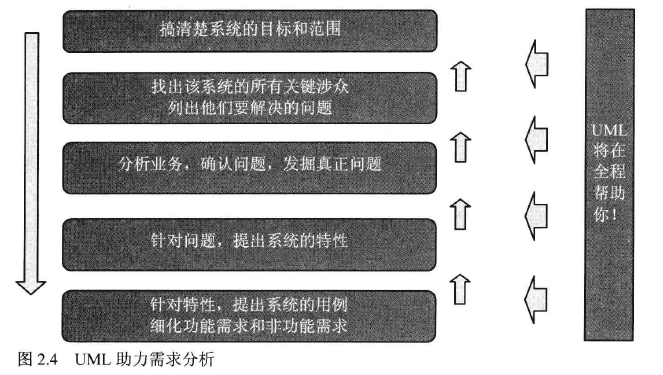 搞清楚系统的目标和范围
找出该系统的所有关键涉众
列出他们要解决的问题
分析业务，确认问题，发掘真正问题
针对问题，提出系统的特性
针对特性，提出系统的用例
细化功能需求和非功能需求
UML
将在
全程
帮助
你！
图 2.4 UML 助力需求分析